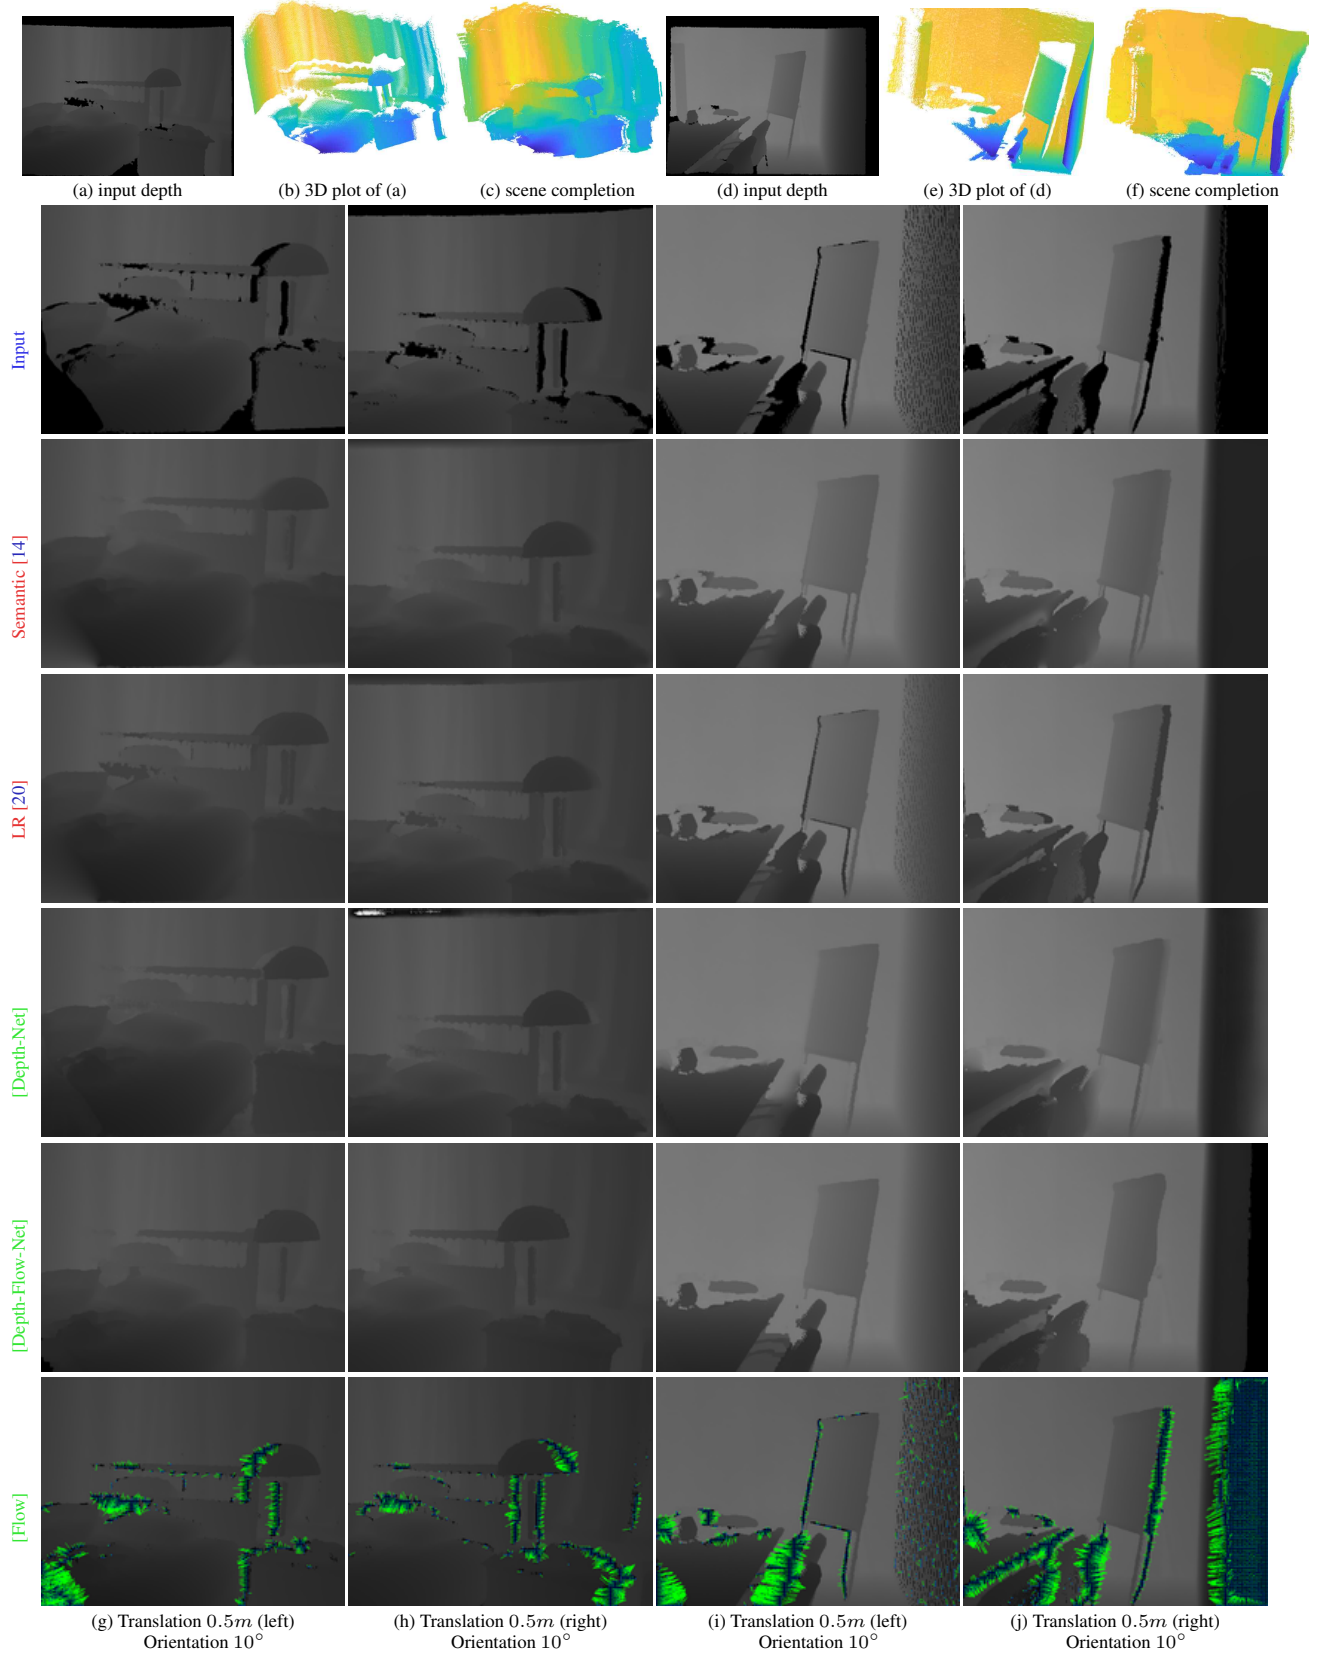 (a) input depth
(b) 3D plot of (a)
(c) scene completion
(d) input depth
(e) 3D plot of (d)
(f) scene completion
Input
Semantic [14]
LR [20]
[Depth-Net]
[Depth-Flow-Net]
[Flow]
(g) Translation 0.5m (left)
Orientation 10°
(h) Translation 0.5m (right)
Orientation 10°
(i) Translation 0.5m (left)
Orientation 10°
(j) Translation 0.5m (right)
Orientation 10°